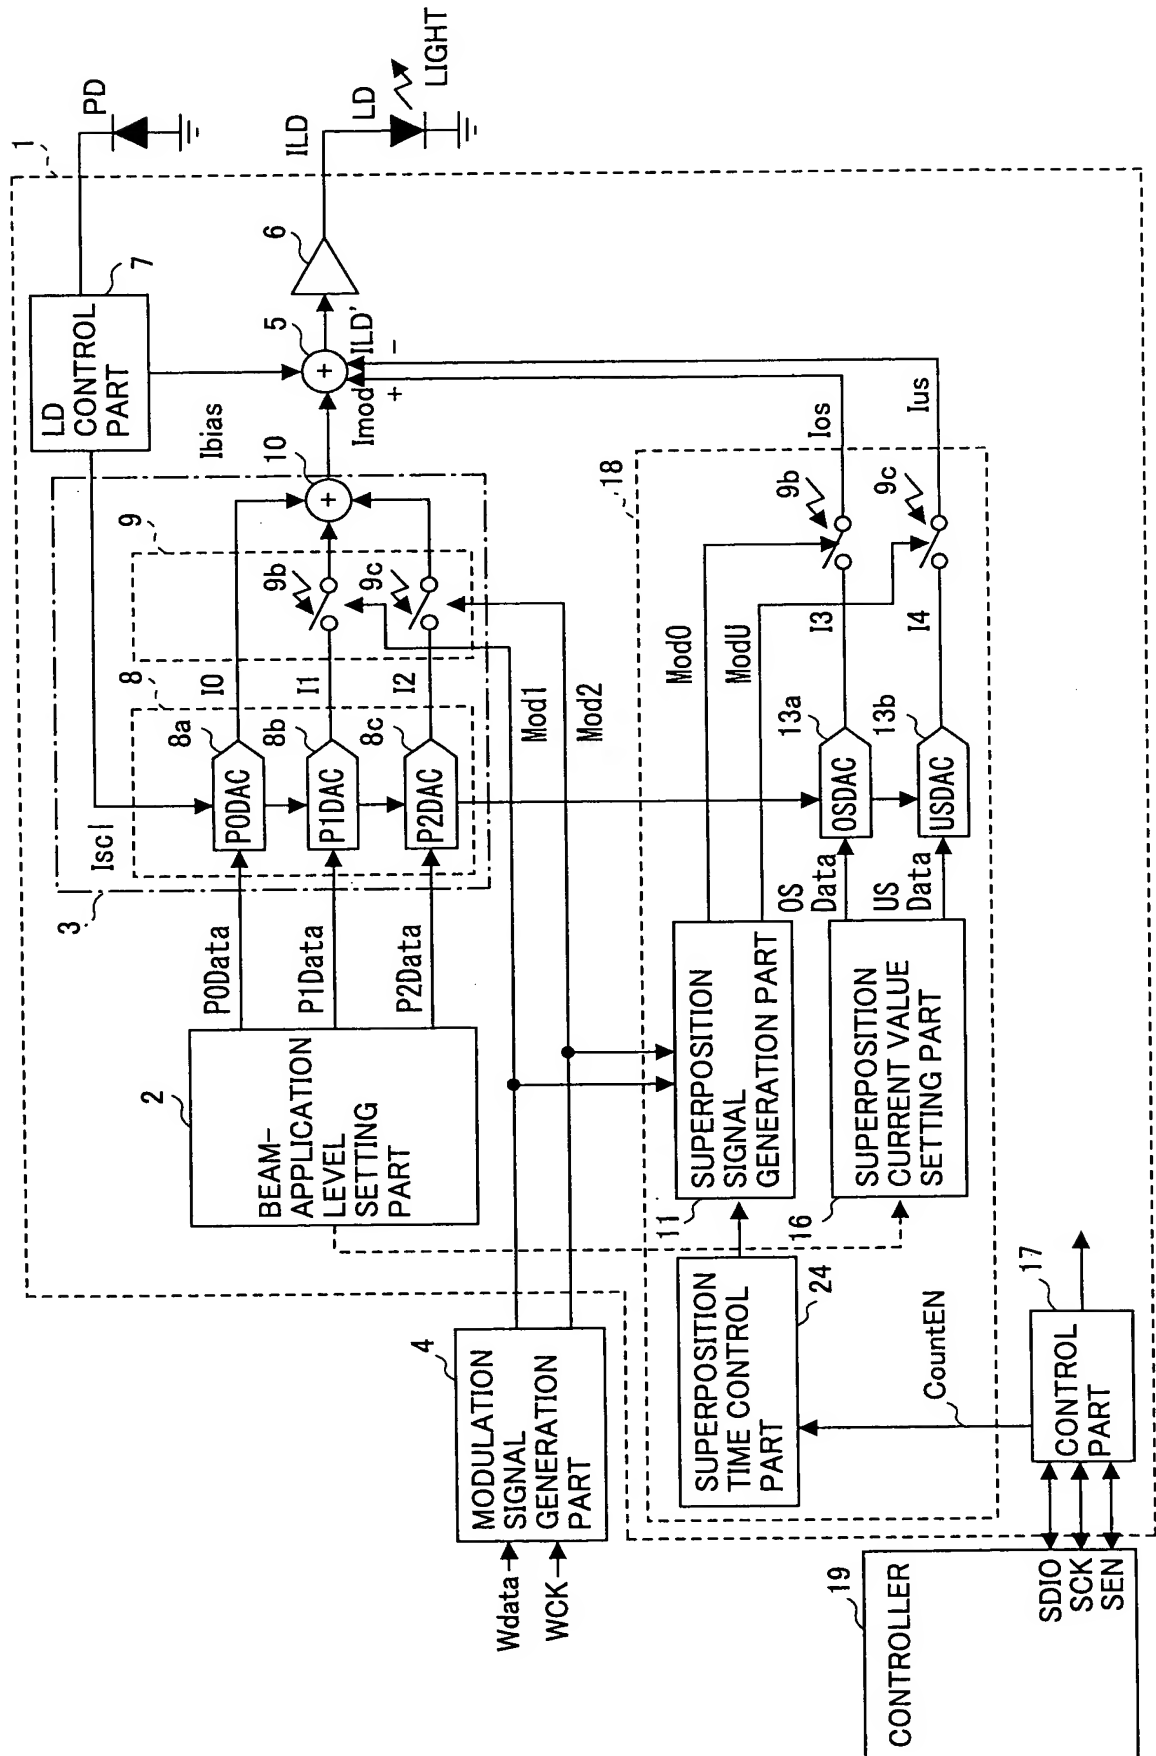 1
PD
LD
CONTROL
PART
7
Ibias
ILD
LD
LIGHT
6
5
ILD'
Imod
+
-
+
10
+
9
9b
9c
8
I0
I1
I2
8a
8b
8c
P0DAC
P1DAC
P2DAC
Iscl
3
P0Data
P1Data
P2Data
2
BEAM-
APPLICATION
LEVEL
SETTING
PART
Mod1
Mod2
4
MODULATION
SIGNAL
GENERATION
PART
Wdata
WCK
18
Ios
Ius
9b
9c
ModO
ModU
I3
I4
13a
13b
OSDAC
USDAC
OS
Data
US
Data
SUPERPOSITION
SIGNAL
GENERATION PART
11
SUPERPOSITION
CURRENT VALUE
SETTING PART
16
SUPERPOSITION
TIME CONTROL
PART
24
CountEN
17
CONTROL
PART
19
CONTROLLER
SDIO
SCK
SEN